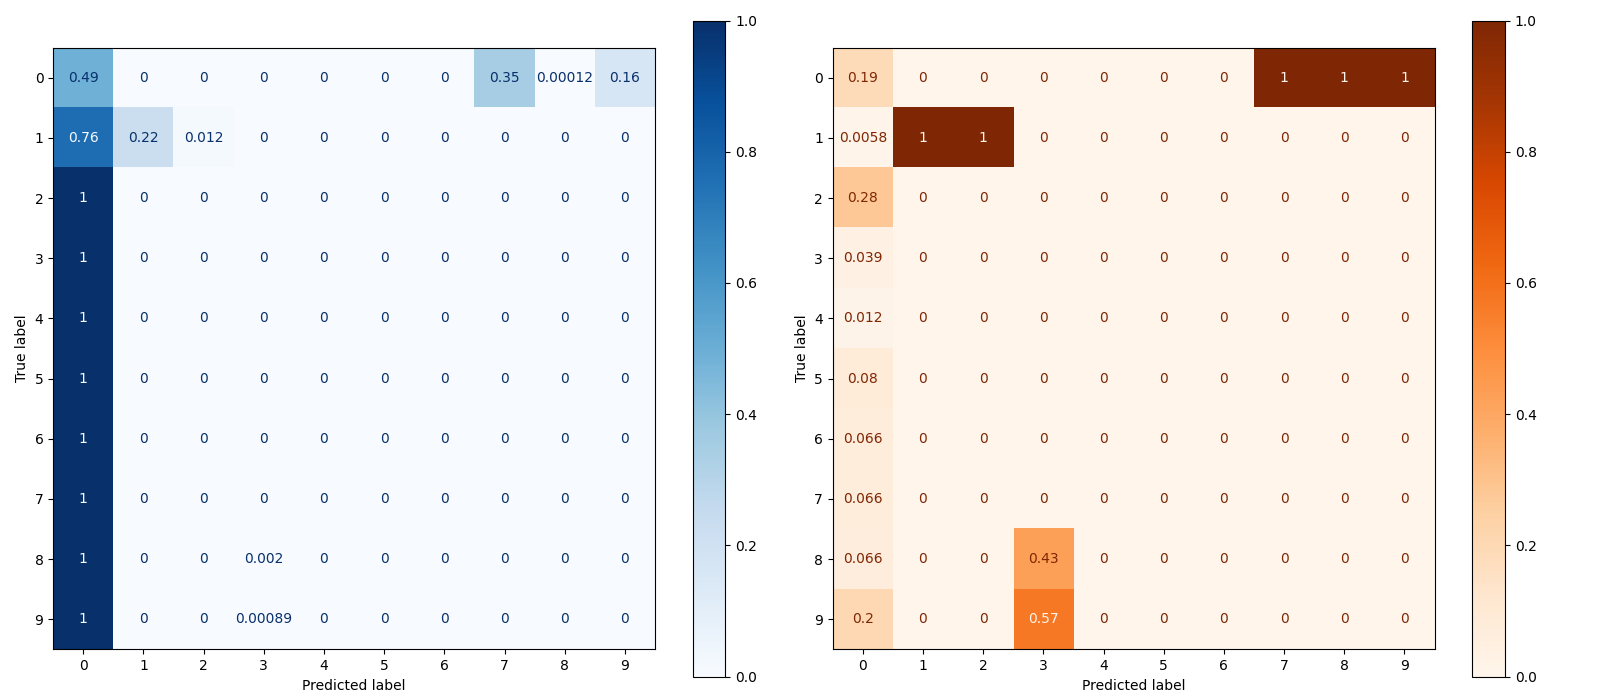 0 0.49 0 0 0 0 0 0 0.35 0.00012 0.16
1 0.76 0.22 0.012 0 0 0 0 0 0 0
2 1 0 0 0 0 0 0 0 0 0
3 1 0 0 0 0 0 0 0 0 0
4 1 0 0 0 0 0 0 0 0 0
5 1 0 0 0 0 0 0 0 0 0
6 1 0 0 0 0 0 0 0 0 0
7 1 0 0 0 0 0 0 0 0 0
8 1 0 0 0.002 0 0 0 0 0 0
9 1 0 0 0.00089 0 0 0 0 0 0
0 1 2 3 4 5 6 7 8 9
True label
Predicted label
1.0
0.8
0.6
0.4
0.2
0.0
0 0.19 0 0 0 0 0 0 1 1 1
1 0.0058 1 1 0 0 0 0 0 0 0
2 0.28 0 0 0 0 0 0 0 0 0
3 0.039 0 0 0 0 0 0 0 0 0
4 0.012 0 0 0 0 0 0 0 0 0
5 0.08 0 0 0 0 0 0 0 0 0
6 0.066 0 0 0 0 0 0 0 0 0
7 0.066 0 0 0 0 0 0 0 0 0
8 0.066 0 0 0.43 0 0 0 0 0 0
9 0.2 0 0 0.57 0 0 0 0 0 0
0 1 2 3 4 5 6 7 8 9
True label
Predicted label
1.0
0.8
0.6
0.4
0.2
0.0